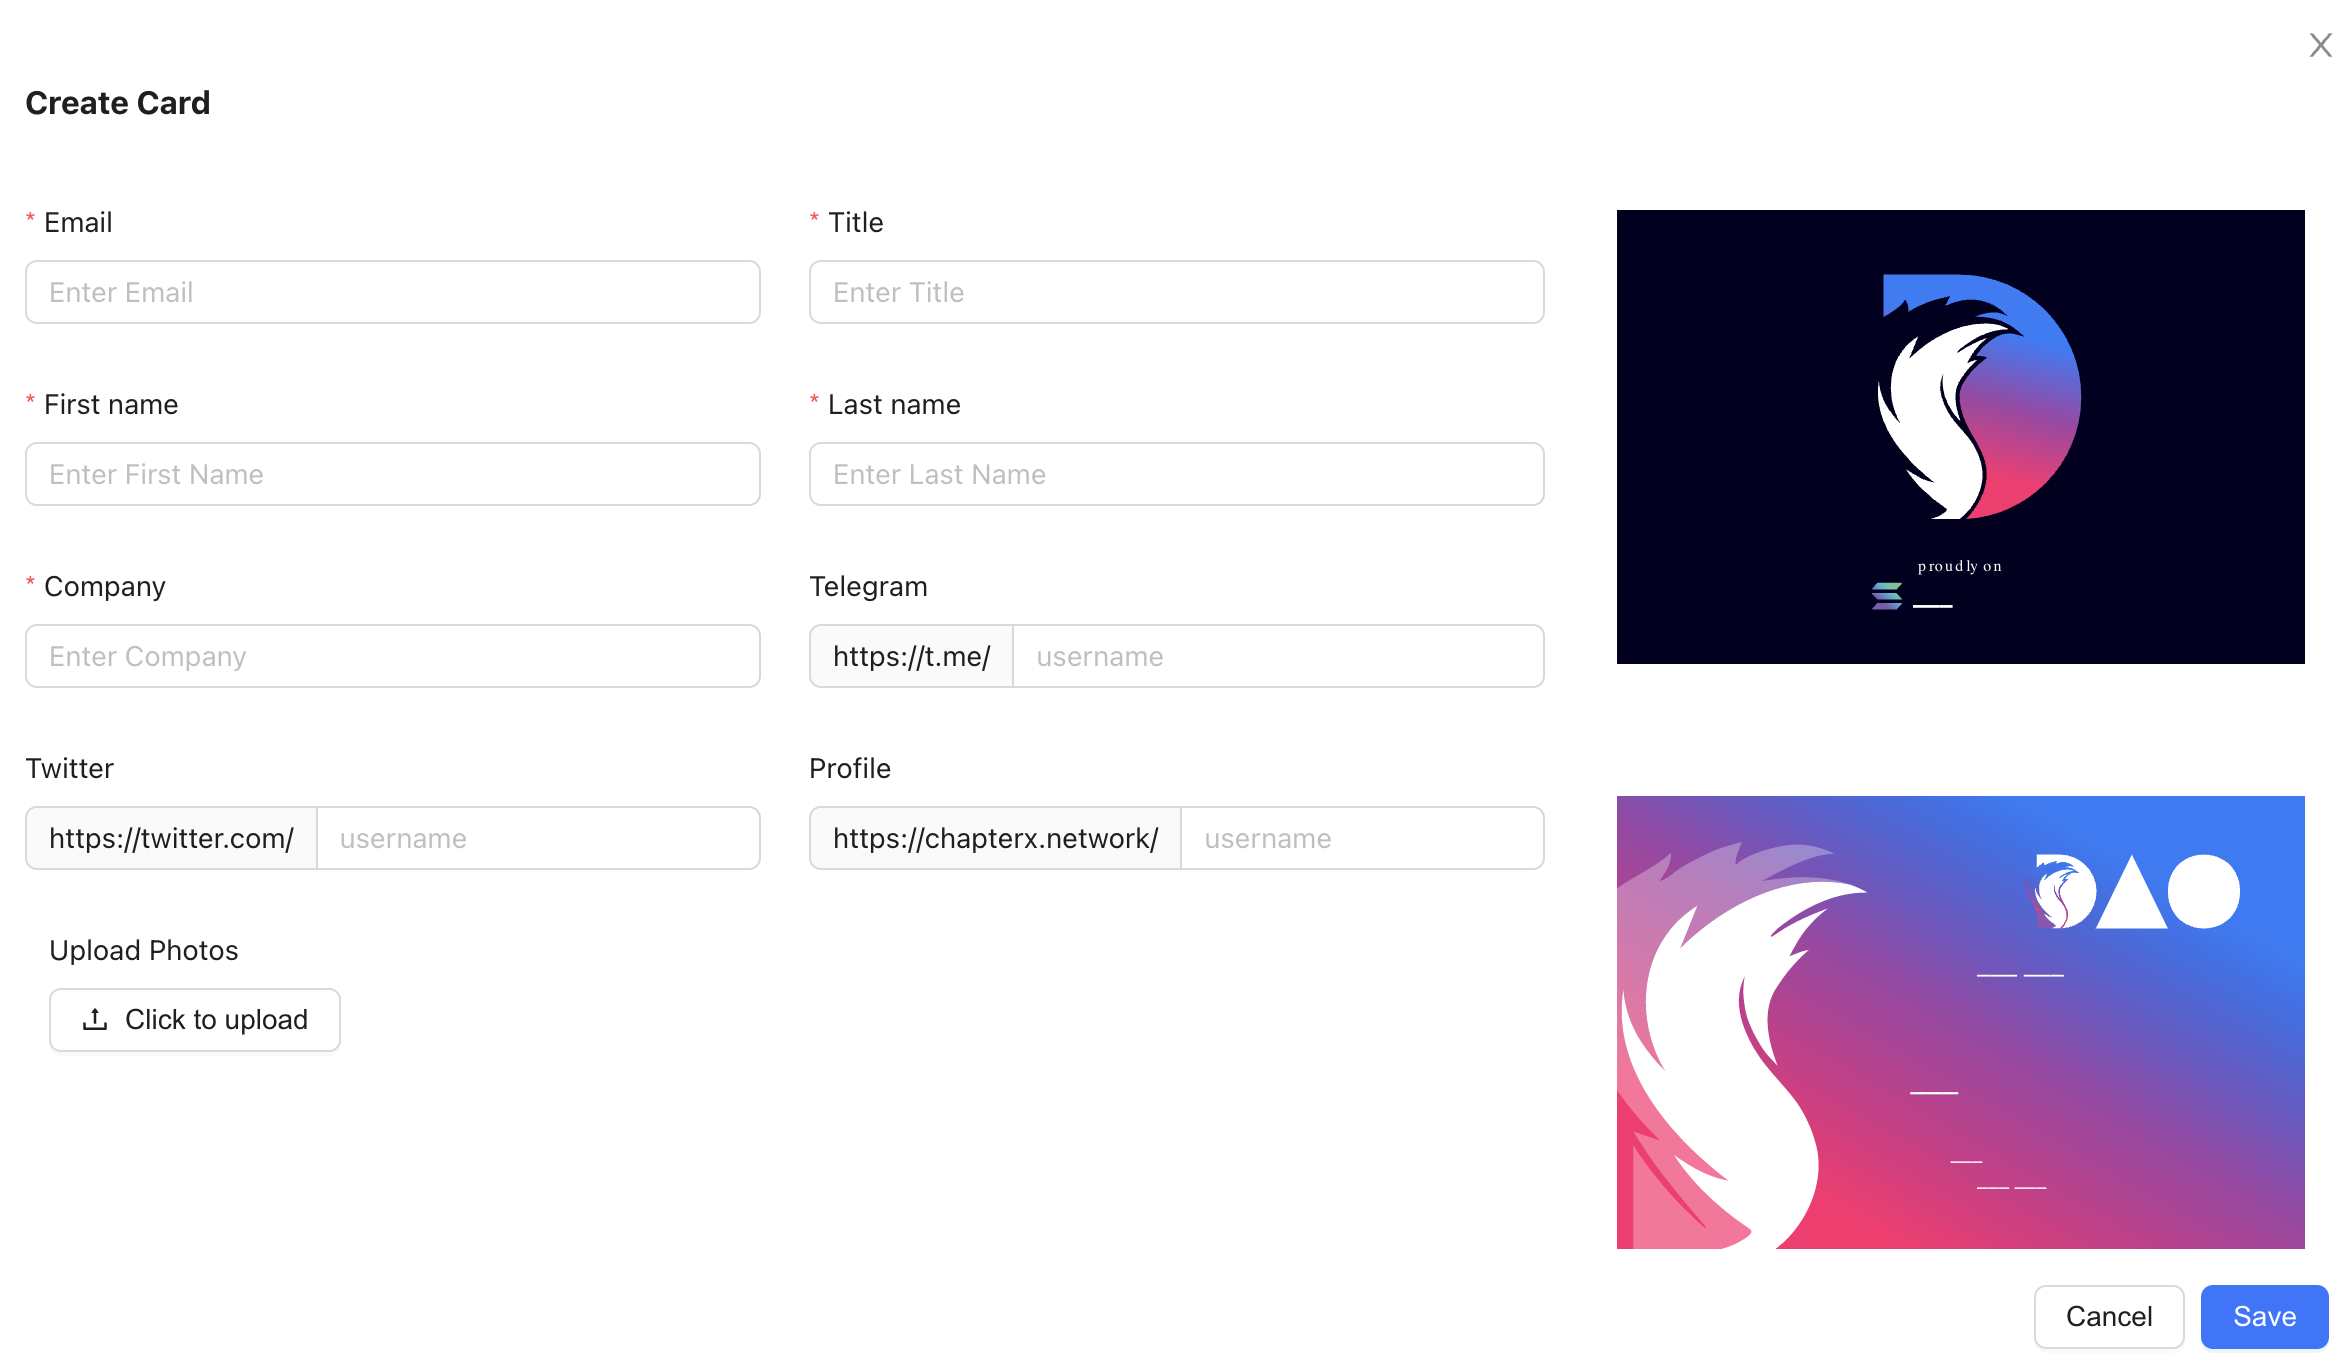 Create Card
* Email
Enter Email
* Title
Enter Title
* First name
Enter First Name
* Last name
Enter Last Name
* Company
Enter Company
Telegram
https://t.me/ username
Twitter
https://twitter.com/ username
Profile
https://chapterx.network/ username
Upload Photos
Click to upload
proudly on
DAO
Cancel
Save